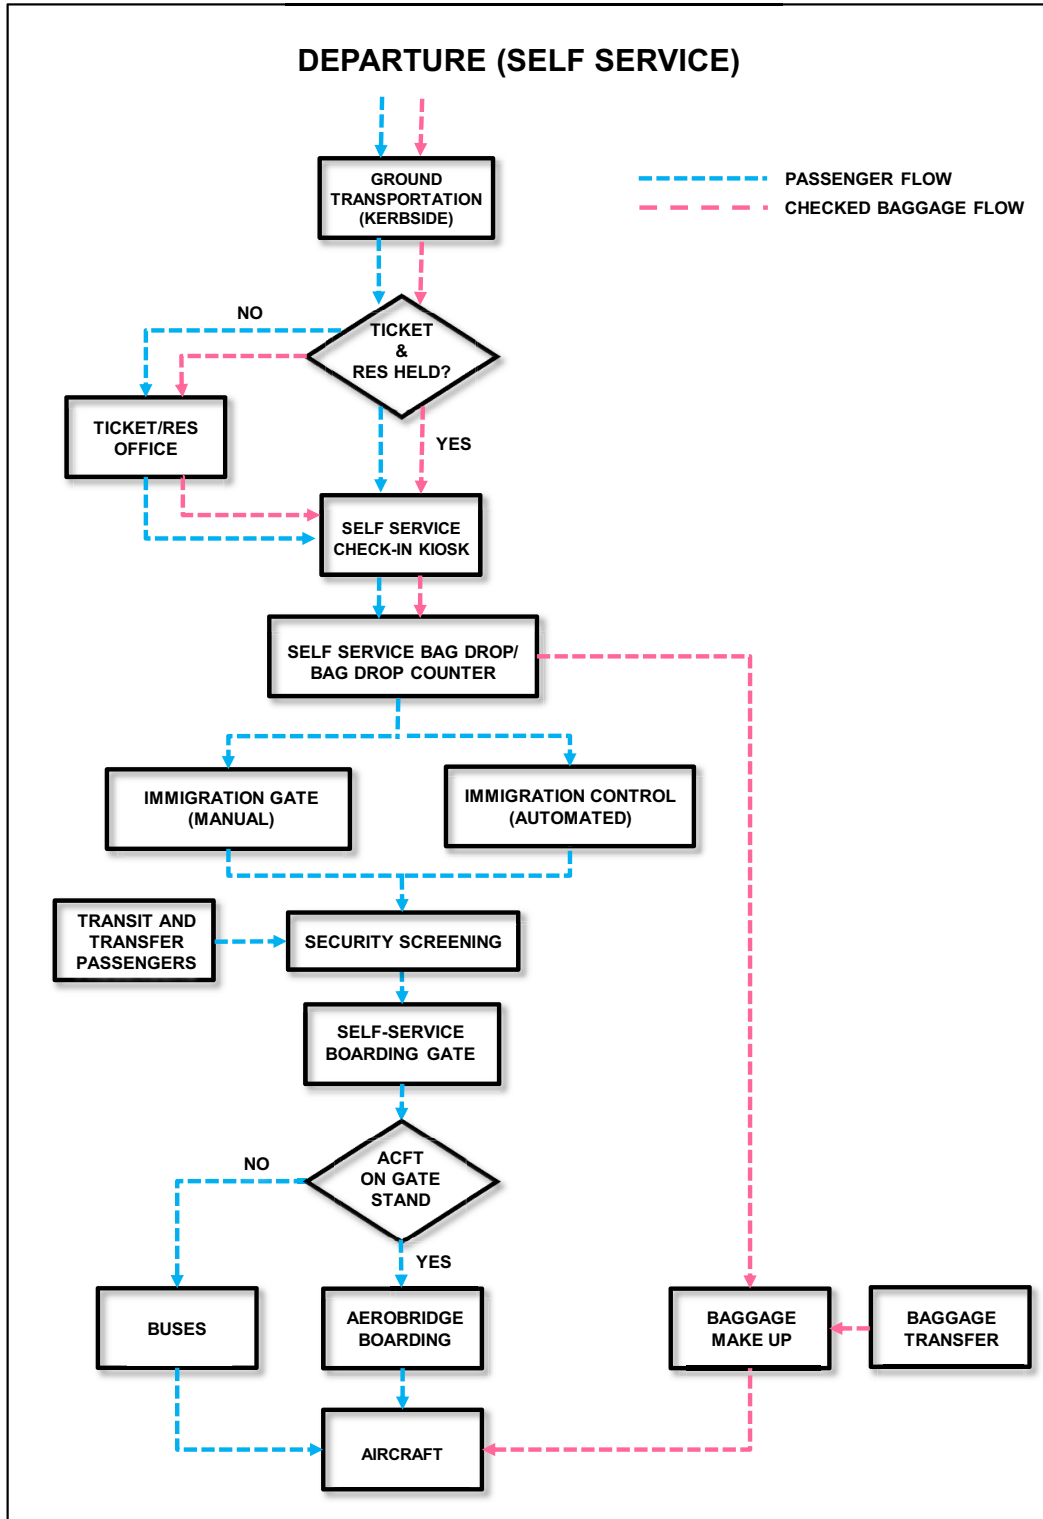 DEPARTURE (SELF SERVICE)
GROUND
TRANSPORTATION
(KERBSIDE)
PASSENGER FLOW
CHECKED BAGGAGE FLOW
NO
TICKET
&
RES HELD?
TICKET/RES
OFFICE
YES
SELF SERVICE
CHECK-IN KIOSK
SELF SERVICE BAG DROP/
BAG DROP COUNTER
IMMIGRATION GATE
(MANUAL)
IMMIGRATION CONTROL
(AUTOMATED)
TRANSIT AND
TRANSFER
PASSENGERS
SECURITY SCREENING
SELF-SERVICE
BOARDING GATE
NO
ACFT
ON GATE
STAND
YES
BUSES
AEROBRIDGE
BOARDING
BAGGAGE
MAKE UP
BAGGAGE
TRANSFER
AIRCRAFT